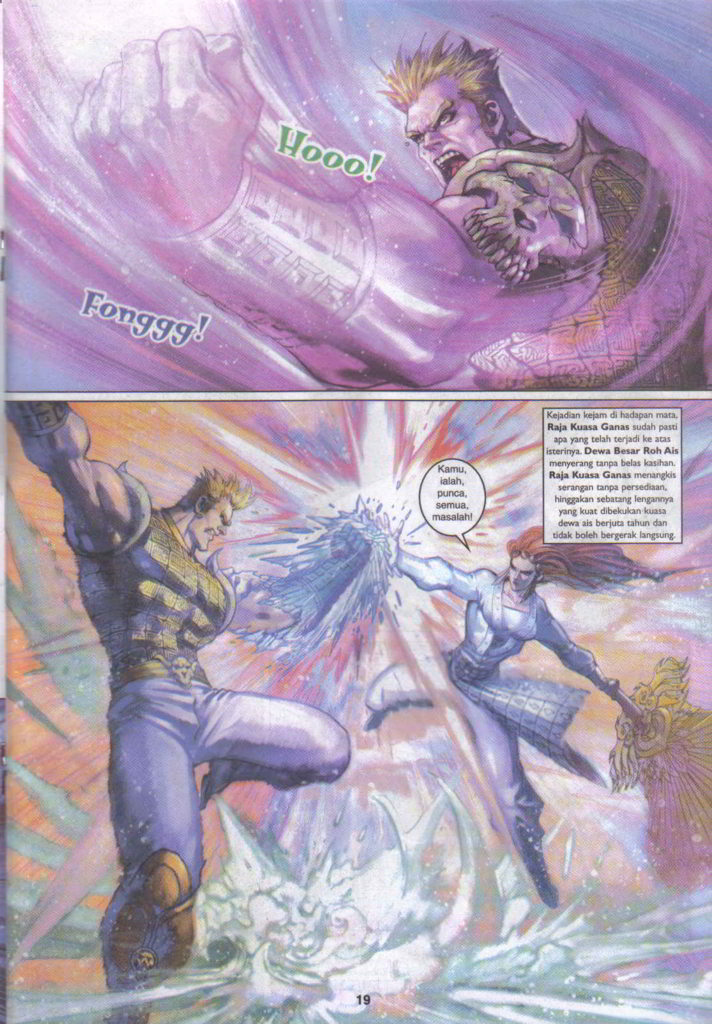 Hooo!
Fonggg!
Kejadian kejam di hadapan mata,
Raja Kuasa Ganas sudah pasti
apa yang telah terjadi ke atas
isterinya. Dewa Besar Roh Ais
menyerang tanpa belas kasihan.
Raja Kuasa Ganas menangkis
serangan tanpa persediaan,
hinggakan sebatang lengannya
yang kuat dibekukan kuasa
dewa ais berjuta tahun dan
tidak boleh bergerak langsung.
Kamu,
ialah,
punca,
semua,
masalah!
19